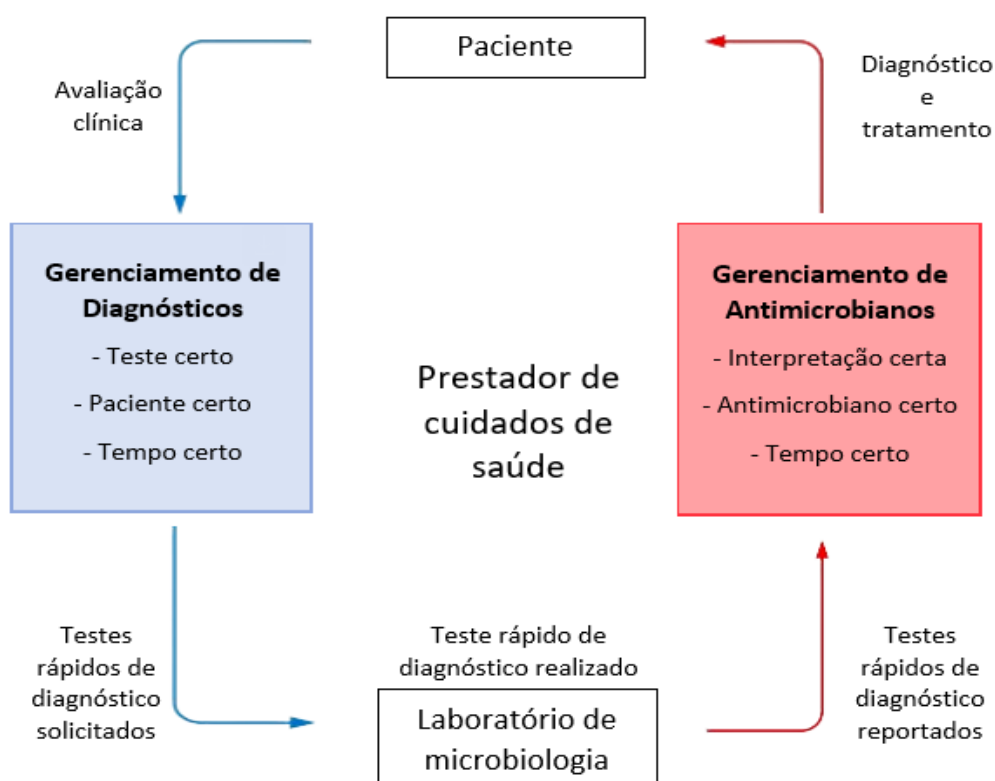 Paciente
Avaliação
clínica
Diagnóstico
e
tratamento
Gerenciamento de
Diagnósticos
- Teste certo
- Paciente certo
- Tempo certo
Prestador de
cuidados de
saúde
Gerenciamento de
Antimicrobianos
- Interpretação certa
- Antimicrobiano certo
- Tempo certo
Testes
rápidos de
diagnóstico
solicitados
Teste rápido de
diagnóstico realizado
Laboratório de
microbiologia
Testes
rápidos de
diagnóstico
reportados